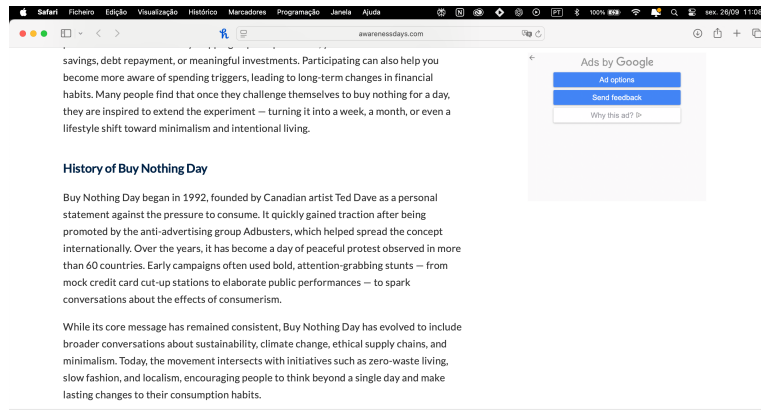 Safari Ficheiro Edição Visualização Histórico Marcadores Programação Janela Ajuda PT 100% sex. 26/09 11:08
awarenessdays.com
savings, debt repayment, or meaningful investments. Participating can also help you
become more aware of spending triggers, leading to long-term changes in financial
habits. Many people find that once they challenge themselves to buy nothing for a day,
they are inspired to extend the experiment — turning it into a week, a month, or even a
lifestyle shift toward minimalism and intentional living.
Ads by Google
Ad options
Send feedback
Why this ad?
History of Buy Nothing Day
Buy Nothing Day began in 1992, founded by Canadian artist Ted Dave as a personal
statement against the pressure to consume. It quickly gained traction after being
promoted by the anti-advertising group Adbusters, which helped spread the concept
internationally. Over the years, it has become a day of peaceful protest observed in more
than 60 countries. Early campaigns often used bold, attention-grabbing stunts — from
mock credit card cut-up stations to elaborate public performances — to spark
conversations about the effects of consumerism.
While its core message has remained consistent, Buy Nothing Day has evolved to include
broader conversations about sustainability, climate change, ethical supply chains, and
minimalism. Today, the movement intersects with initiatives such as zero-waste living,
slow fashion, and localism, encouraging people to think beyond a single day and make
lasting changes to their consumption habits.